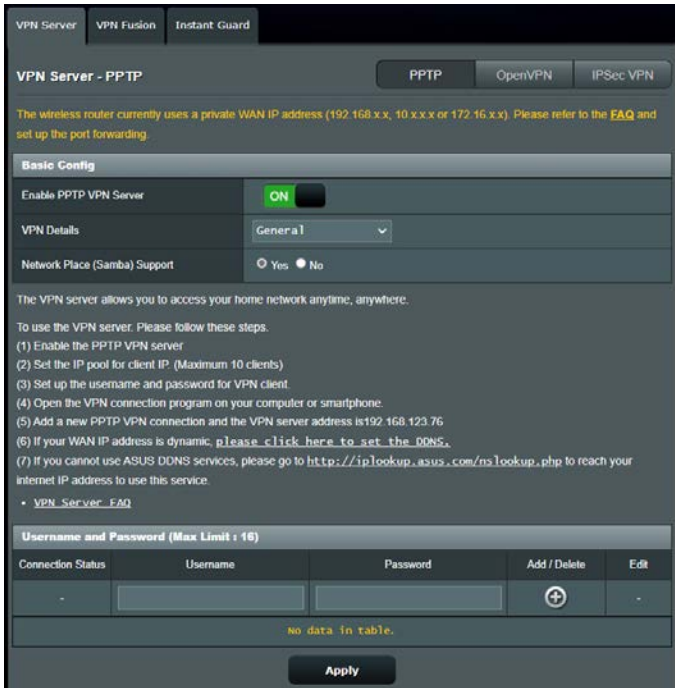 VPN Server VPN Fusion Instant Guard
VPN Server - PPTP PPTP OpenVPN IPSec VPN
The wireless router currently uses a private WAN IP address (192.168.x.x, 10.x.x.x or 172.16.x.x). Please refer to the FAQ and
set up the port forwarding.
Basic Config
Enable PPTP VPN Server ON
VPN Details General
Network Place (Samba) Support Yes No
The VPN server allows you to access your home network anytime, anywhere.
To use the VPN server. Please follow these steps.
(1) Enable the PPTP VPN server
(2) Set the IP pool for client IP. (Maximum 10 clients)
(3) Set up the username and password for VPN client.
(4) Open the VPN connection program on your computer or smartphone.
(5) Add a new PPTP VPN connection and the VPN server address is192.168.123.76
(6) If your WAN IP address is dynamic, please click here to set the DDNS.
(7) If you cannot use ASUS DDNS services, please go to http://iplookup.asus.com/nslookup.php to reach your
internet IP address to use this service.
• VPN Server FAQ
Username and Password (Max Limit : 16)
Connection Status Username Password Add / Delete Edit
- -
No data in table.
Apply